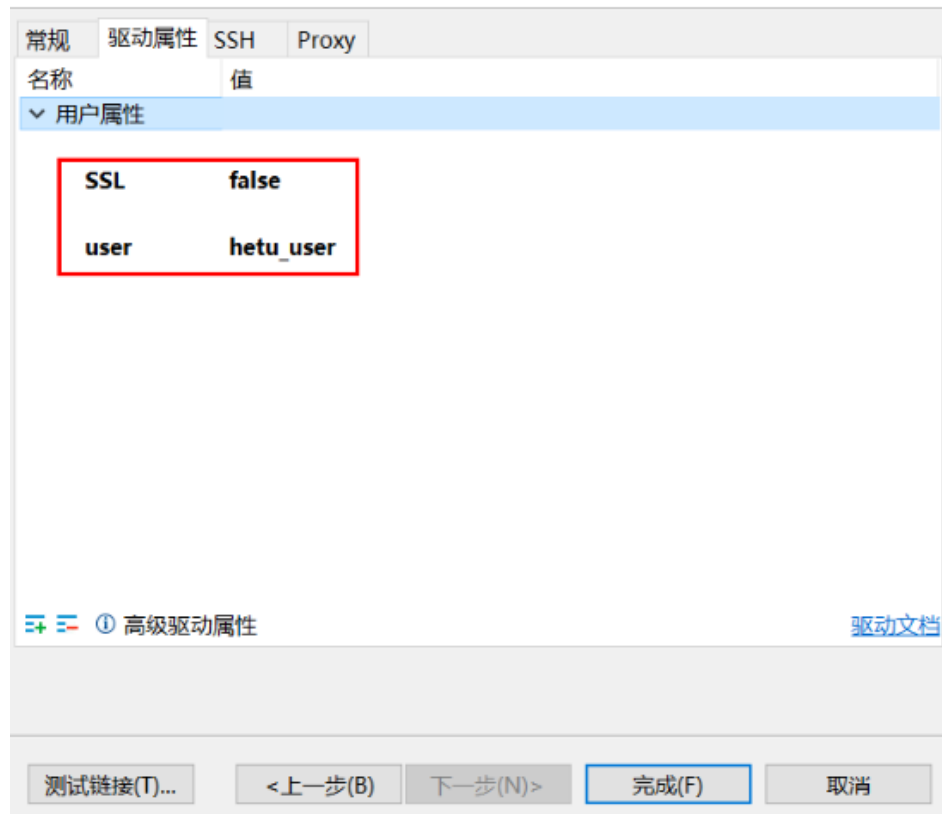 常规 驱动属性 SSH Proxy
名称 值
用户属性
SSL false
user hetu_user
高级驱动属性 驱动文档
测试链接(T)... <上一步(B) 下一步(N)> 完成(F) 取消